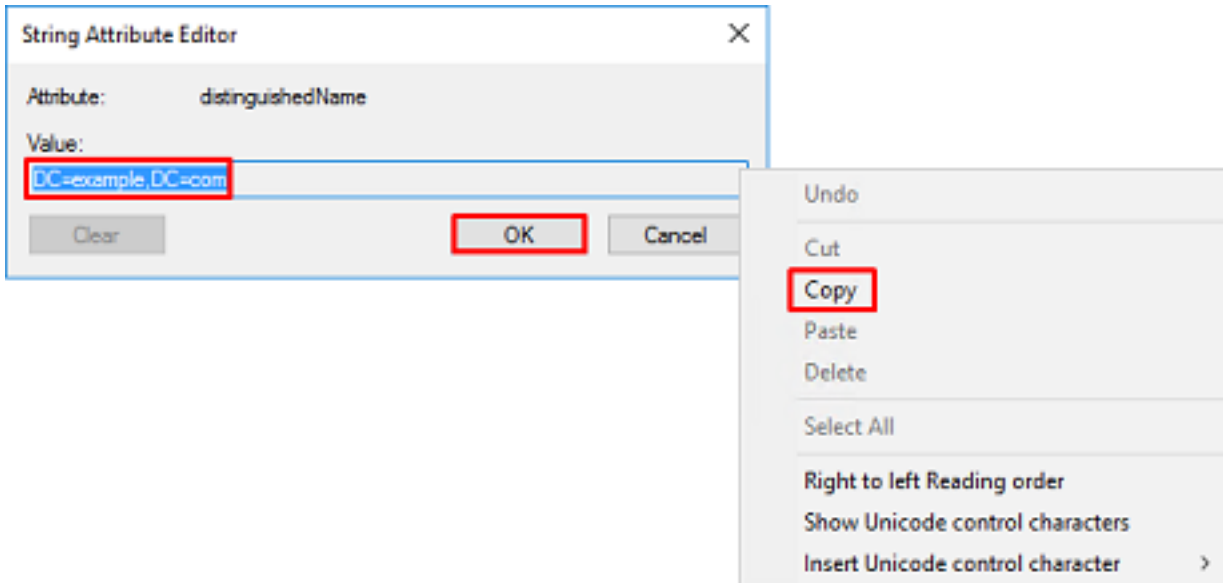 String Attribute Editor
Attribute: distinguishedName
Value:
DC=example,DC=com
Clear OK Cancel
Undo
Cut
Copy
Paste
Delete
Select All
Right to left Reading order
Show Unicode control characters
Insert Unicode control character